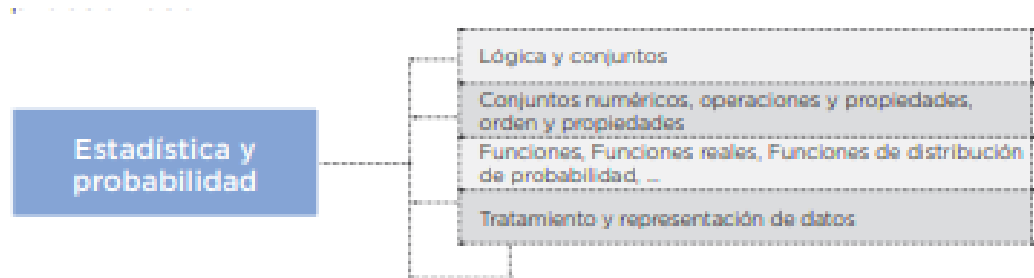 Estadística y
probabilidad
Lógica y conjuntos
Conjuntos numéricos, operaciones y propiedades,
orden y propiedades
Funciones, Funciones reales, Funciones de distribución
de probabilidad, ...
Tratamiento y representación de datos